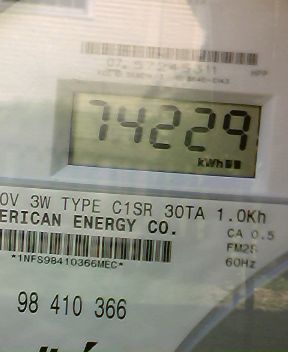 74229
kWh
0V 3W TYPE C1SR 30TA 1.0Kh
ERICAN ENERGY CO.
CA 0.5
FM2S
60Hz
*1NFS98410366MEC*
98 410 366